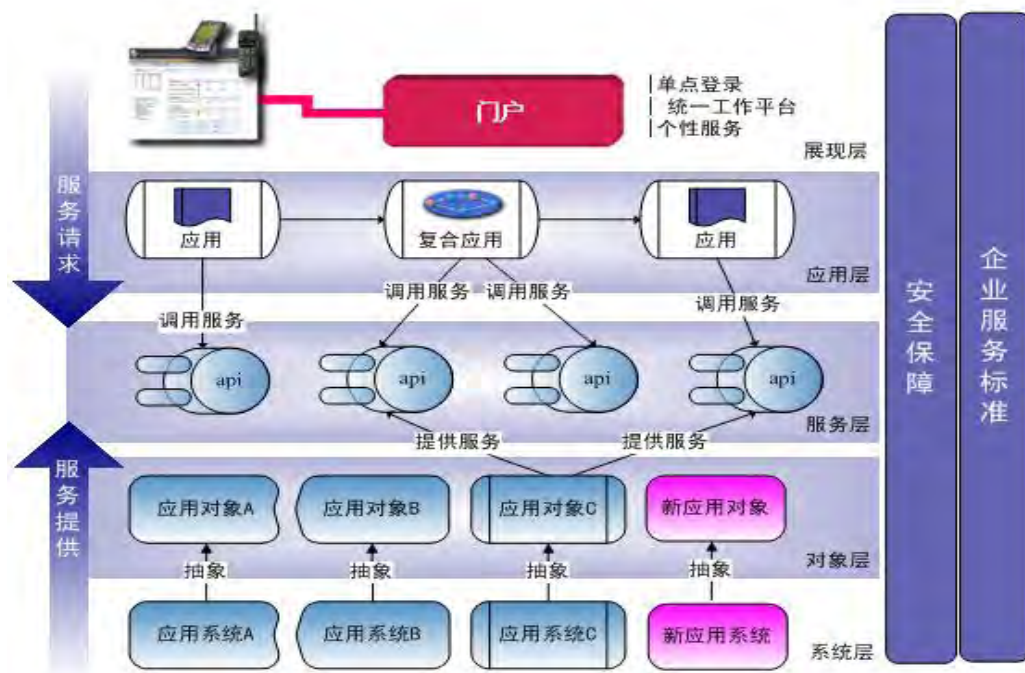 门户
单点登录
统一工作平台
个性服务
展现层
服务请求
应用
复合应用
应用
应用层
调用服务
调用服务
调用服务
调用服务
api
api
api
api
服务层
提供服务
提供服务
服务提供
应用对象A
应用对象B
应用对象C
新应用对象
对象层
抽象
抽象
抽象
抽象
应用系统A
应用系统B
应用系统C
新应用系统
系统层
安全保障
企业服务标准